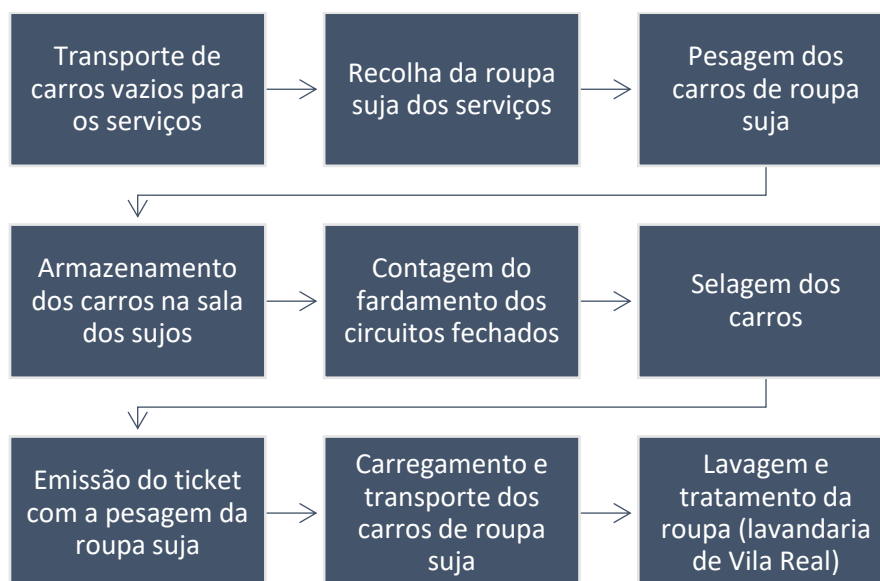 Transporte de
carros vazios para
os serviços
Recolha da roupa
suja dos serviços
Pesagem dos
carros de roupa
suja
Armazenamento
dos carros na sala
dos sujos
Contagem do
fardamento dos
circuitos fechados
Selagem dos
carros
Emissão do ticket
com a pesagem da
roupa suja
Carregamento e
transporte dos
carros de roupa
suja
Lavagem e
tratamento da
roupa (lavandaria
de Vila Real)